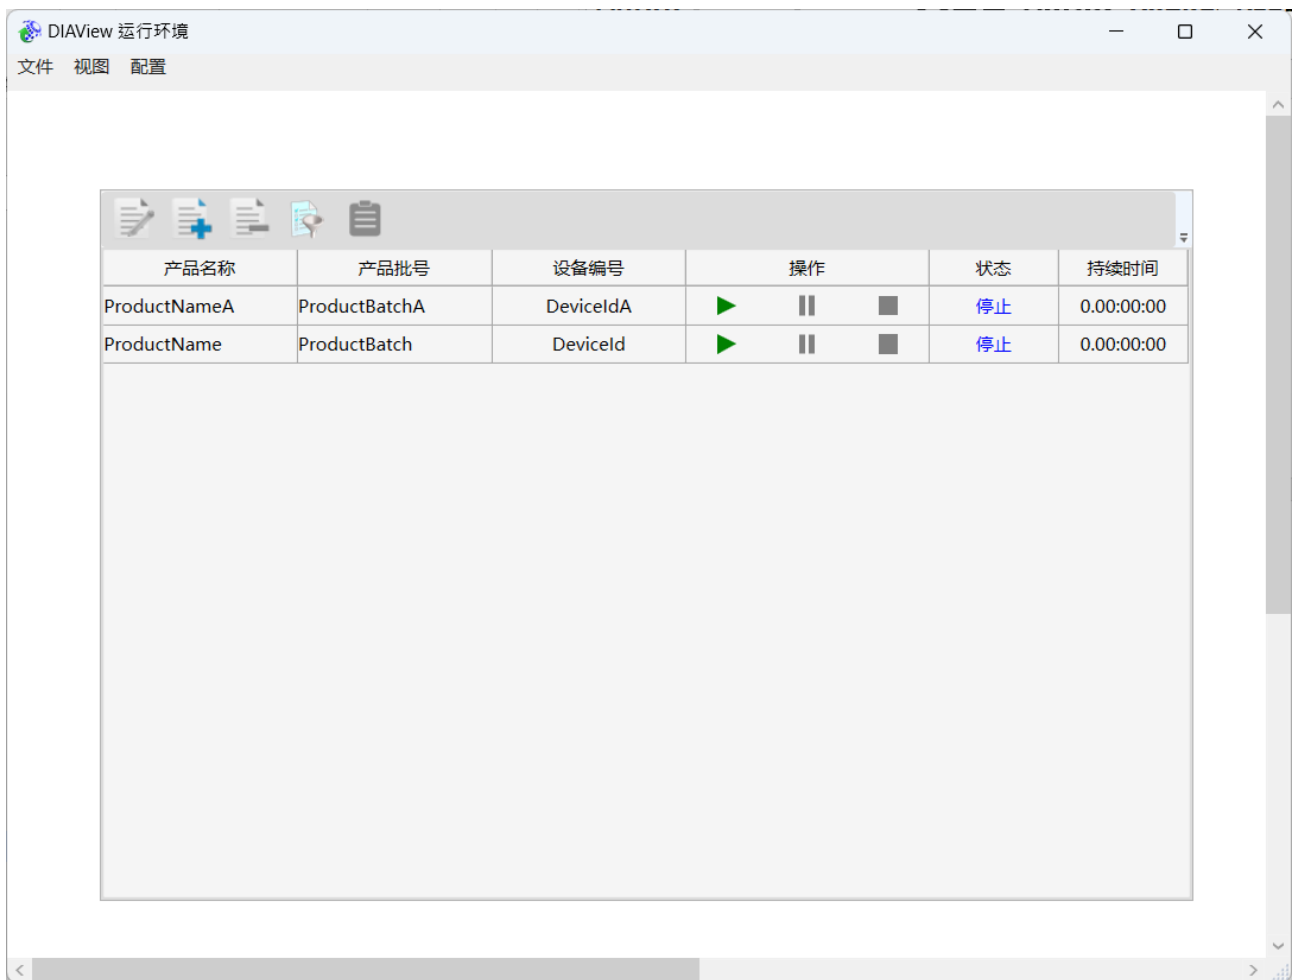 DIAView 运行环境
文件 视图 配置
产品名称 产品批号 设备编号 操作 状态 持续时间
ProductNameA ProductBatchA DeviceIdA 停止 0.00:00:00
ProductName ProductBatch DeviceId 停止 0.00:00:00